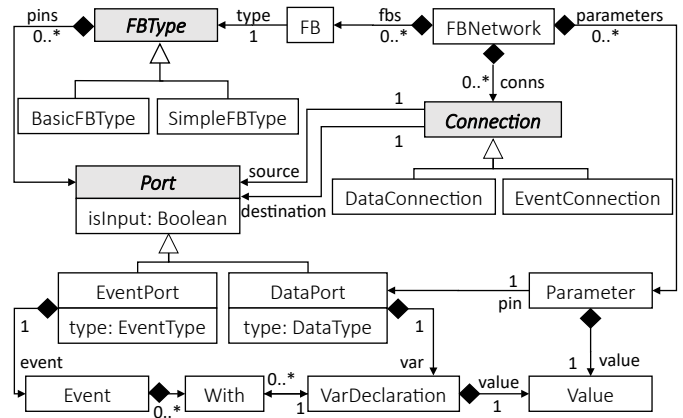 pins
0..*
FBType
type
1
FB
fbs
0..*
FBNetwork
parameters
0..*
BasicFBType
SimpleFBType
0..*
conns
1
1
Connection
source
destination
Port
isInput: Boolean
DataConnection
EventConnection
EventPort
type: EventType
DataPort
type: DataType
1
pin
Parameter
1
event
1
var
1
value
Event
0..*
With
0..*
1
VarDeclaration
value
1
Value